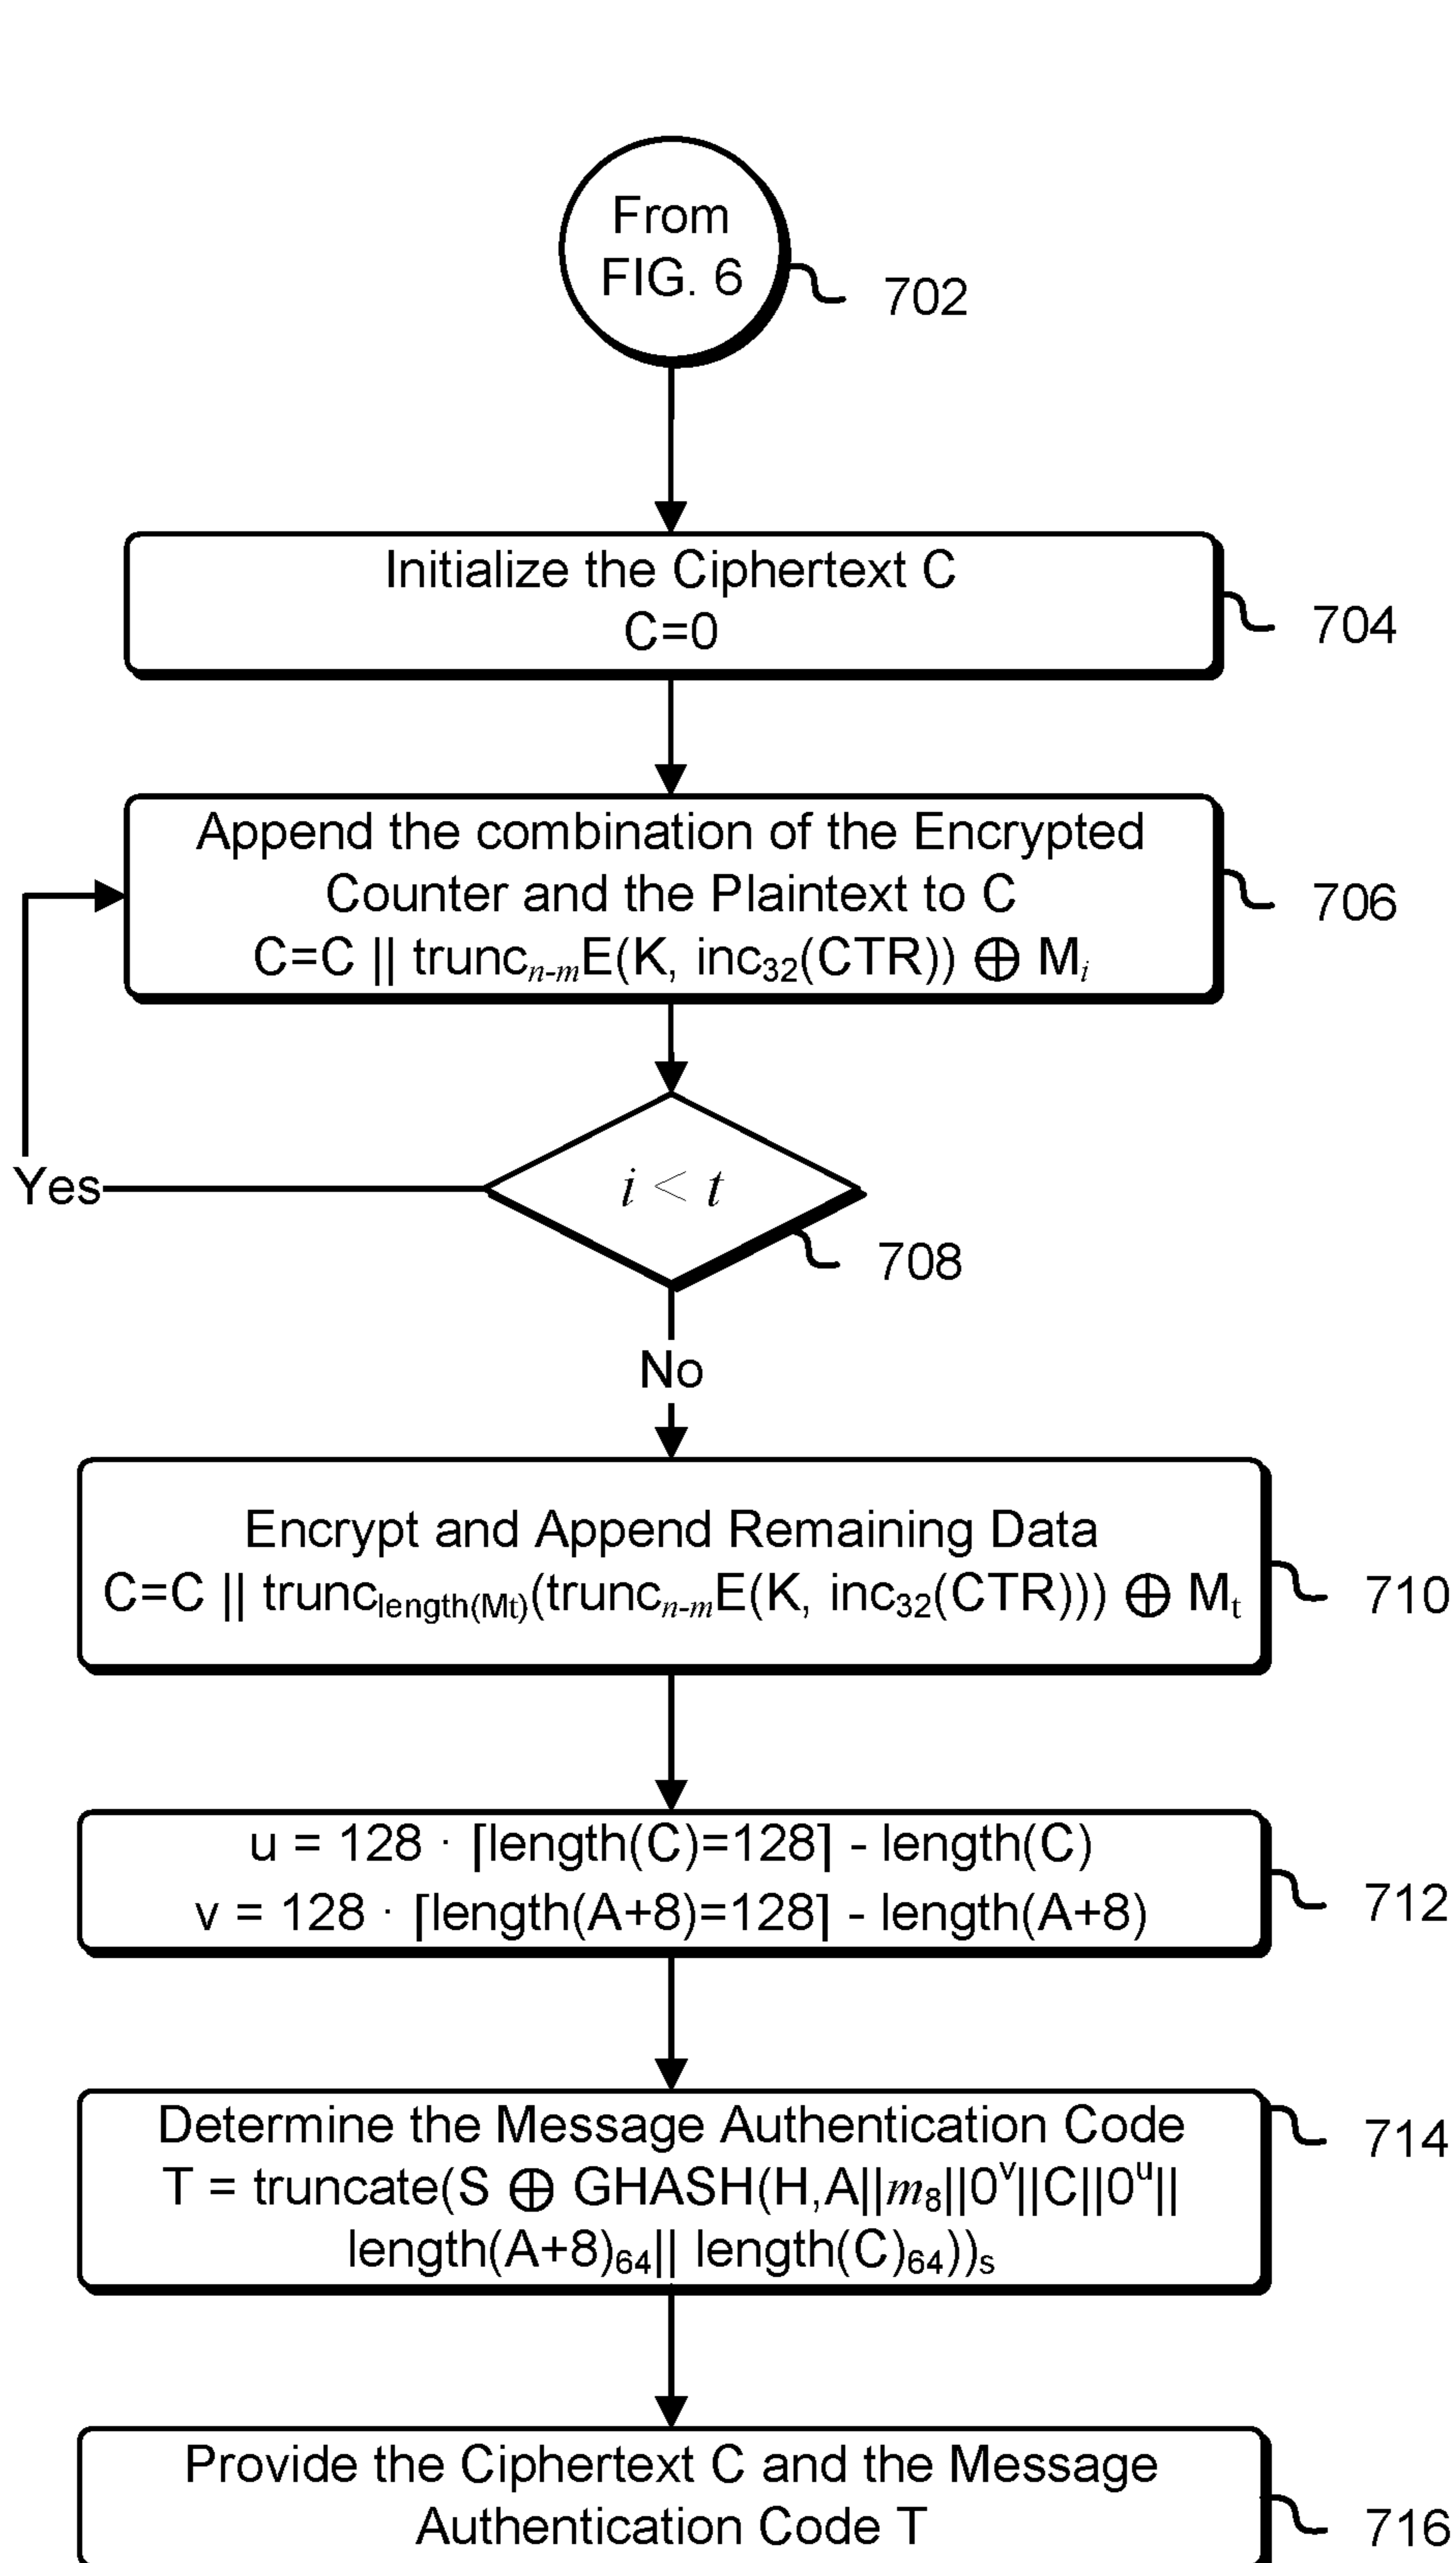 From
FIG. 6
702
Initialize the Ciphertext C
C=0
704
Append the combination of the Encrypted
Counter and the Plaintext to C
C=C || truncₙ₋ₘE(K, inc₃₂(CTR)) ⊕ Mᵢ
706
i < t
Yes
708
No
Encrypt and Append Remaining Data
C=C || trunc_length(Mt)(truncₙ₋ₘE(K, inc₃₂(CTR))) ⊕ Mₜ
710
u = 128 · ⌈length(C)=128⌉ - length(C)
v = 128 · ⌈length(A+8)=128⌉ - length(A+8)
712
Determine the Message Authentication Code
T = truncate(S ⊕ GHASH(H,A||m₈||0ᵛ||C||0ᵘ||
length(A+8)₆₄|| length(C)₆₄))ₛ
714
Provide the Ciphertext C and the Message
Authentication Code T
716